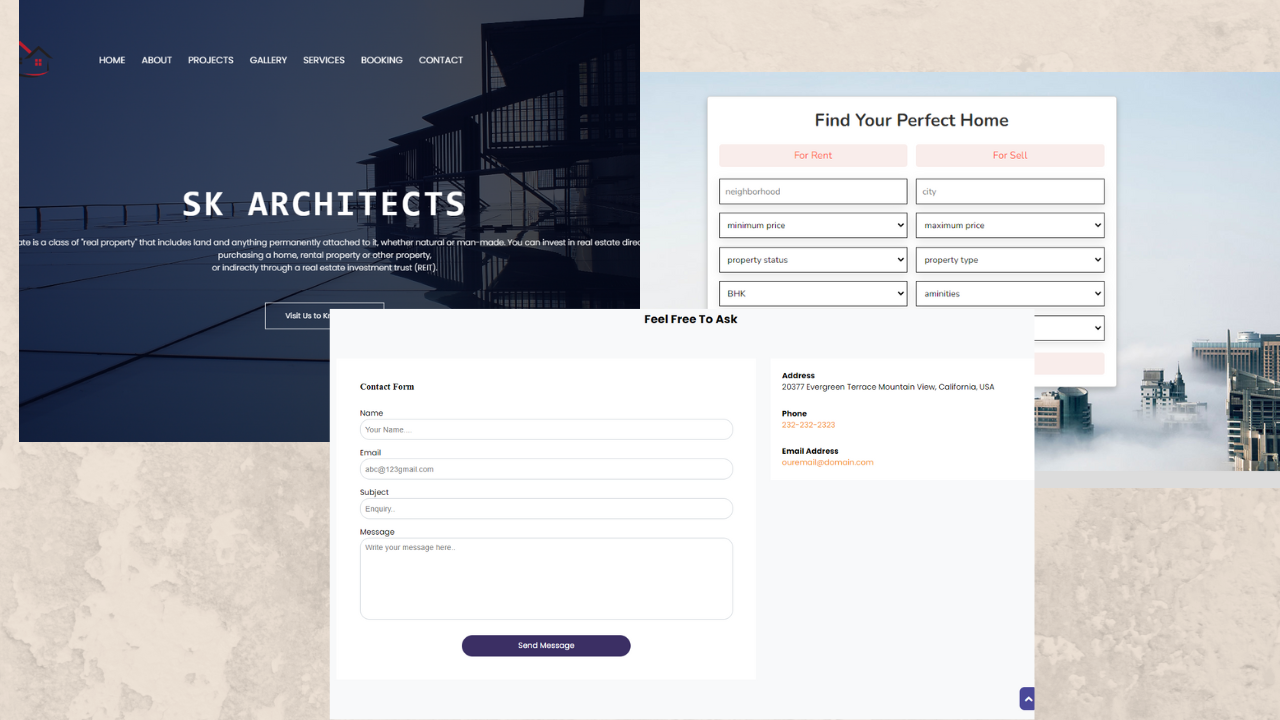 HOME ABOUT PROJECTS GALLERY SERVICES BOOKING CONTACT
SK ARCHITECTS
is a class of "real property" that includes land and anything permanently attached to it, whether natural or man-made. You can invest in real estate
purchasing a home, rental property or other property,
or indirectly through a real estate investment trust (REIT).
Visit Us to
Find Your Perfect Home
For Rent For Sell
neighborhood city
minimum price maximum price
property status property type
BHK aminities
Feel Free To Ask
Contact Form
Name
Your Name....
Email
abc@123gmail.com
Subject
Enquiry..
Message
Write your message here..
Send Message
Address
20377 Evergreen Terrace Mountain View, California, USA
Phone
232-232-2323
Email Address
ouremail@domain.com